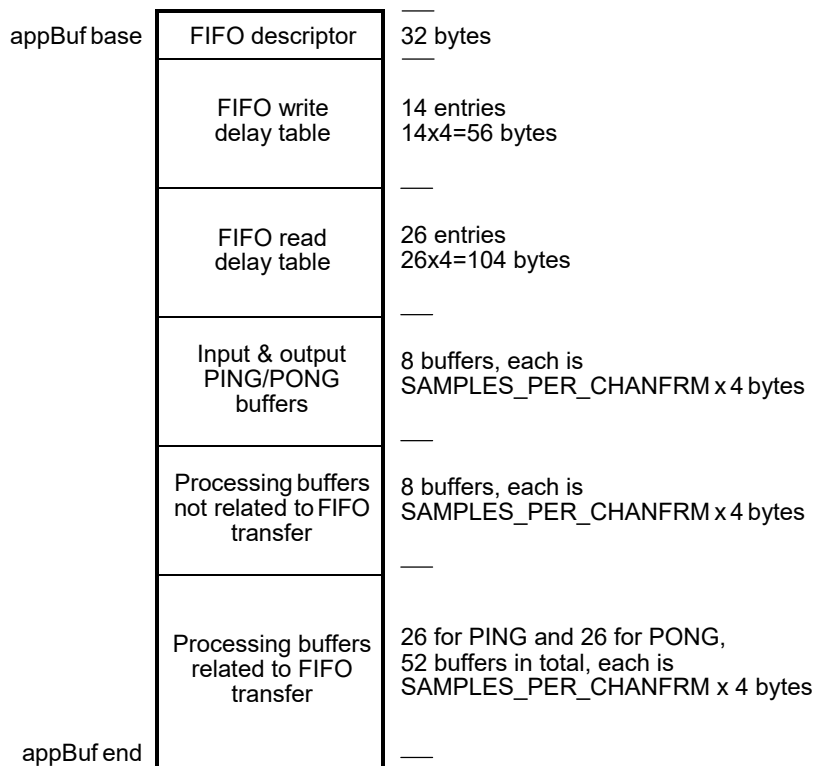 appBuf base
FIFO descriptor
32 bytes
FIFO write
delay table
14 entries
14x4=56 bytes
FIFO read
delay table
26 entries
26x4=104 bytes
Input & output
PING/PONG
buffers
8 buffers, each is
SAMPLES_PER_CHANFRM x 4 bytes
Processing buffers
not related to FIFO
transfer
8 buffers, each is
SAMPLES_PER_CHANFRM x 4 bytes
Processing buffers
related to FIFO
transfer
26 for PING and 26 for PONG,
52 buffers in total, each is
SAMPLES_PER_CHANFRM x 4 bytes
appBuf end